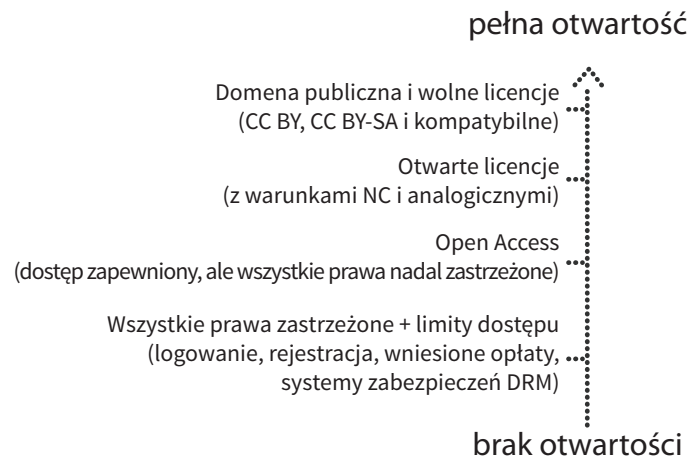 pełna otwartość
Domena publiczna i wolne licencje
(CC BY, CC BY-SA i kompatybilne)
Otwarte licencje
(z warunkami NC i analogicznymi)
Open Access
(dostęp zapewniony, ale wszystkie prawa nadal zastrzeżone)
Wszystkie prawa zastrzeżone + limity dostępu
(logowanie, rejestracja, wniesione opłaty,
systemy zabezpieczeń DRM)
brak otwartości